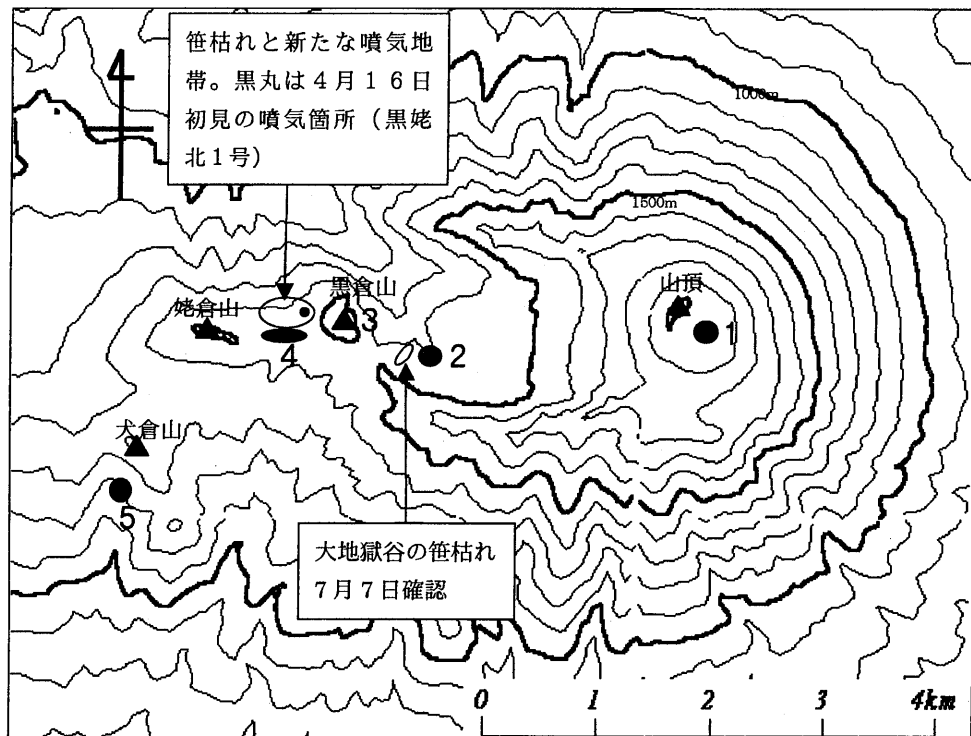 笹枯れと新たな噴気地
帯。黒丸は４月１６日
初見の噴気箇所（黒姥
北１号）
4
1000m
1500m
山頂
1
黒倉山
3
姥倉山
4
2
犬倉山
5
大地獄谷の笹枯れ
７月７日確認
0 1 2 3 4km